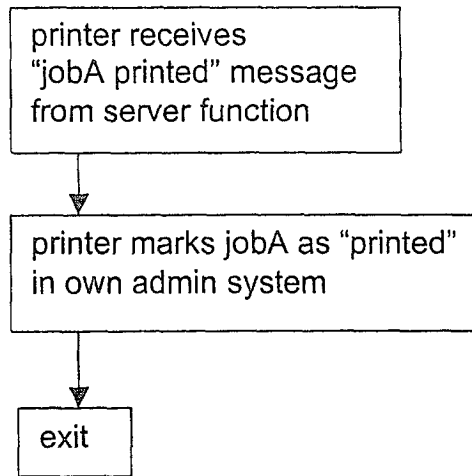 printer receives
“jobA printed” message
from server function
printer marks jobA as “printed”
in own admin system
exit